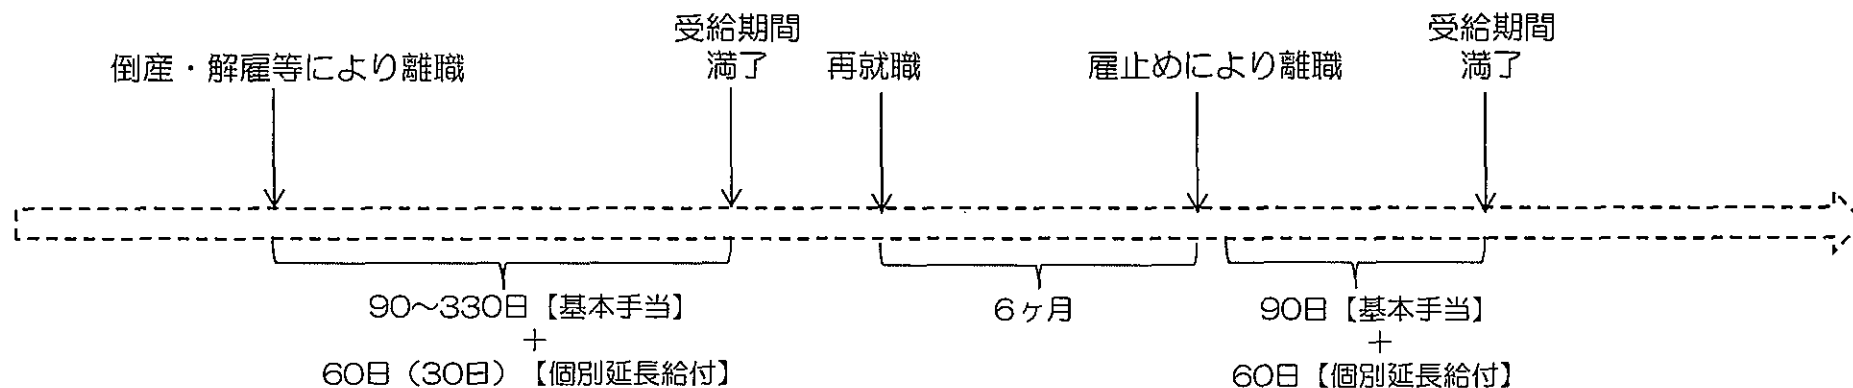 倒産・解雇等により離職
受給期間
満了
再就職
雇止めにより離職
受給期間
満了
90～330日【基本手当】
＋
60日（30日）【個別延長給付】
6ヶ月
90日【基本手当】
＋
60日【個別延長給付】